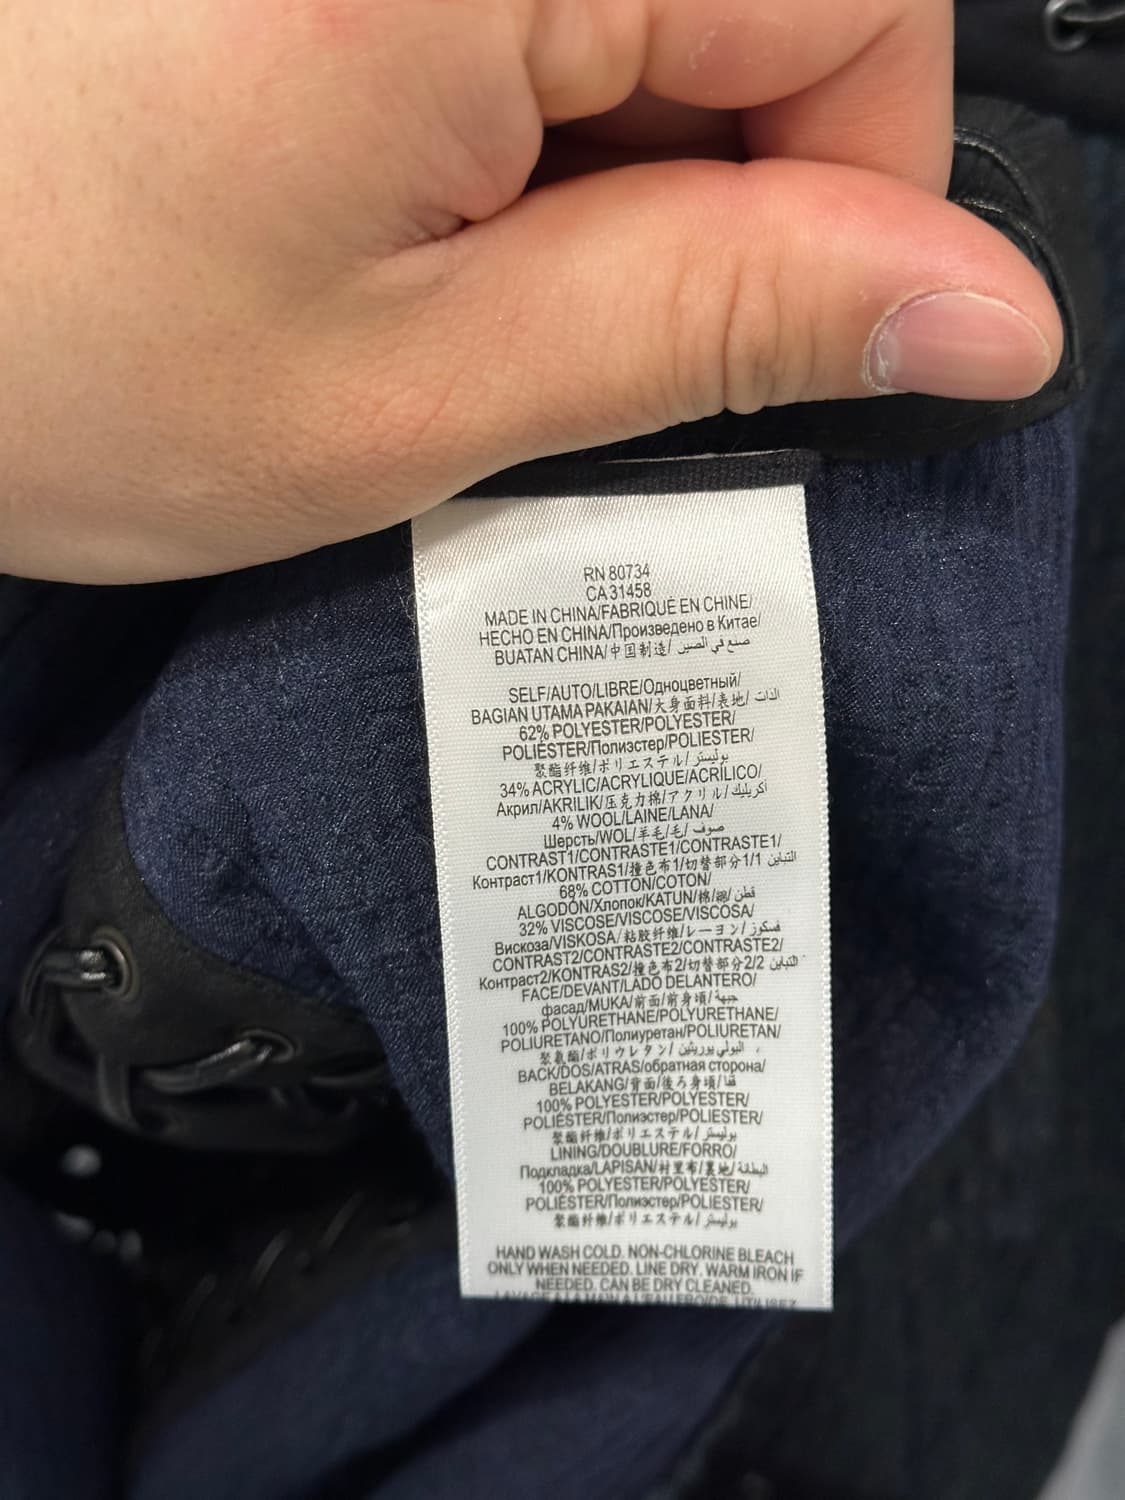 RN 80734
CA 31458
MADE IN CHINA/FABRIQUÉ EN CHINE/
HECHO EN CHINA/Произведено в Китае/
BUATAN CHINA/中国制造/ صنع في الصين
SELF/AUTO/LIBRE/Одноцветный/
BAGIAN UTAMA PAKAIAN/大身面料/表地/ الذات
62% POLYESTER/POLYESTER/
POLIÉSTER/Полиэстер/POLIESTER/
聚酯纤维/ポリエステル/ بوليستر
34% ACRYLIC/ACRYLIQUE/ACRÍLICO/
Акрил/AKRILIK/压克力棉/アクリル/ أكريليك
4% WOOL/LAINE/LANA/
Шерсть/WOL/羊毛/毛/ صوف
CONTRAST1/CONTRASTE1/CONTRASTE1/
Контраст1/KONTRAS1/撞色布1/切替部分1/1 التباين
68% COTTON/COTON/
ALGODÓN/Хлопок/KATUN/棉/綿/ قطن
32% VISCOSE/VISCOSE/VISCOSA/
Вискоза/VISKOSA/粘胶纤维/レーヨン/ فسكوز
CONTRAST2/CONTRASTE2/CONTRASTE2/
Контраст2/KONTRAS2/撞色布2/切替部分2/2 التباين
FACE/DEVANT/LADO DELANTERO/
фасад/MUKA/前面/前身頃/ جبهة
100% POLYURETHANE/POLYURETHANE/
POLIURETANO/Полиуретан/POLIURETAN/
聚氨酯/ポリウレタン/ البولي يوريثين
BACK/DOS/ATRAS/обратная сторона/
BELAKANG/背面/後ろ身頃/ قفا
100% POLYESTER/POLYESTER/
POLIÉSTER/Полиэстер/POLIESTER/
聚酯纤维/ポリエステル/ بوليستر
LINING/DOUBLURE/FORRO/
Подкладка/LAPISAN/衬里布/裏地/ البطانة
100% POLYESTER/POLYESTER/
POLIÉSTER/Полиэстер/POLIESTER/
聚酯纤维/ポリエステル/ بوليستر
HAND WASH COLD. NON-CHLORINE BLEACH
ONLY WHEN NEEDED. LINE DRY. WARM IRON IF
NEEDED. CAN BE DRY CLEANED.
LAVAGE A LA MAIN A L'EAU FROIDE. UTILISEZ